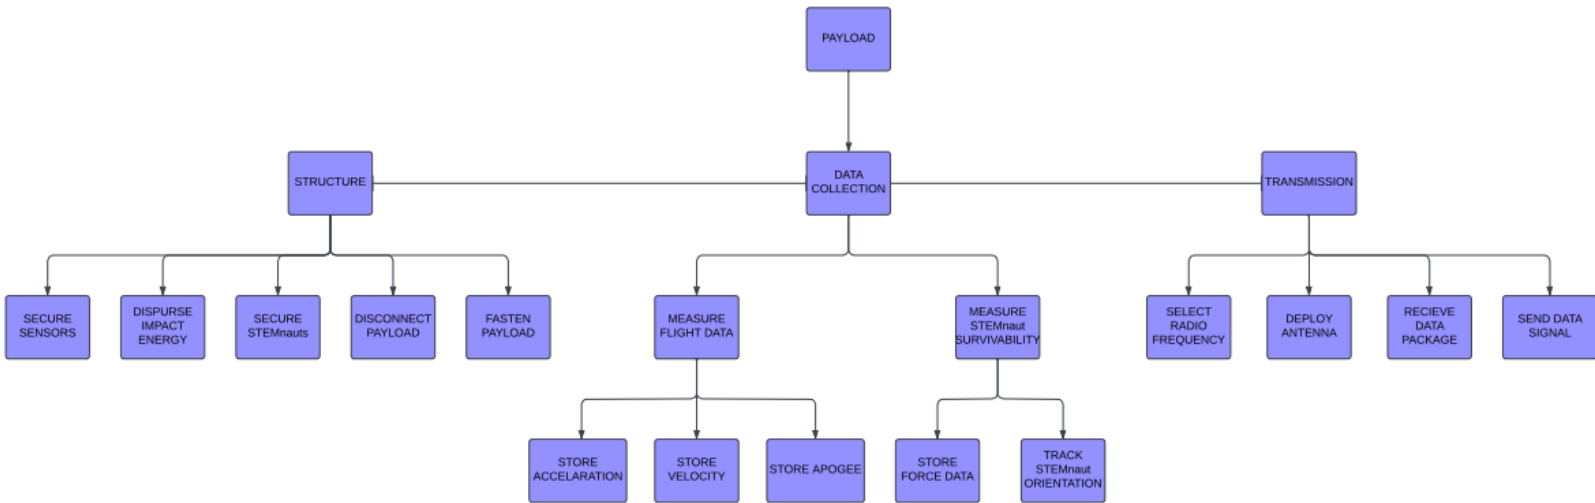 PAYLOAD
STRUCTURE
DATA
COLLECTION
TRANSMISSION
SECURE
SENSORS
DISPURSE
IMPACT
ENERGY
SECURE
STEMnauts
DISCONNECT
PAYLOAD
FASTEN
PAYLOAD
MEASURE
FLIGHT DATA
MEASURE
STEMnaut
SURVIVABILITY
SELECT
RADIO
FREQUENCY
DEPLOY
ANTENNA
RECIEVE
DATA
PACKAGE
SEND DATA
SIGNAL
STORE
ACCELARATION
STORE
VELOCITY
STORE APOGEE
STORE
FORCE DATA
TRACK
STEMnaut
ORIENTATION